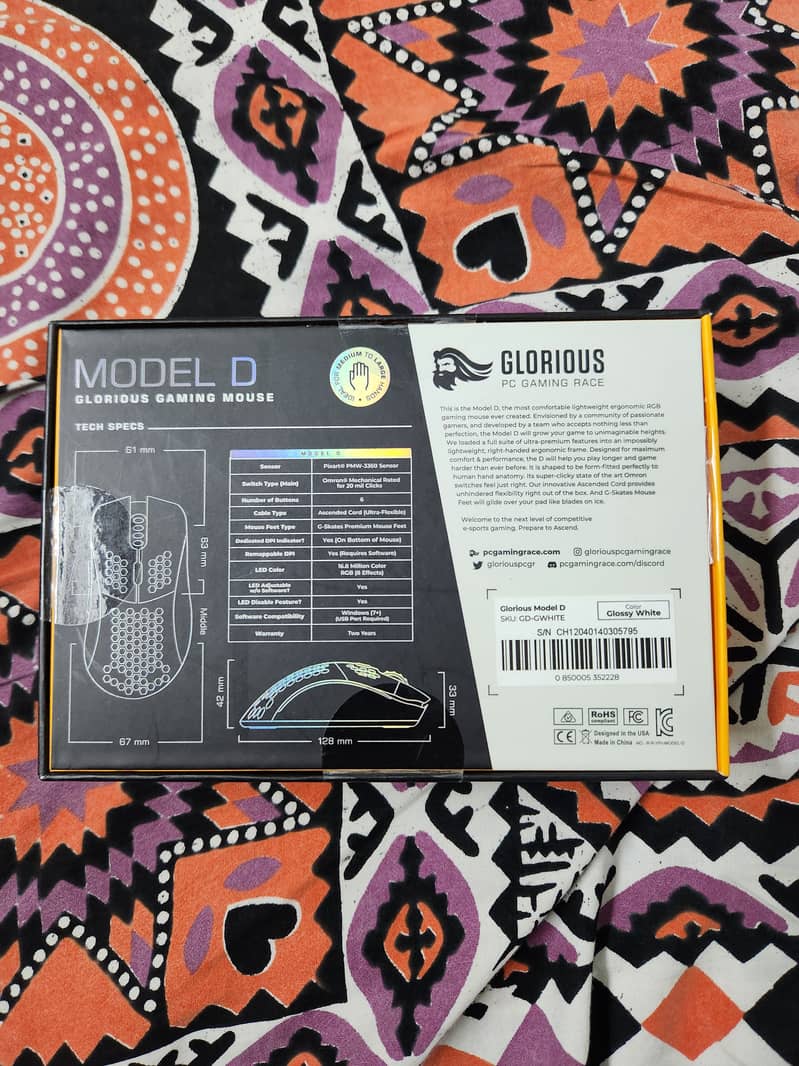 MODEL D
GLORIOUS GAMING MOUSE
IDEAL FOR MEDIUM TO LARGE HANDS
TECH SPECS
61 mm
83 mm
Middle
67 mm
MODEL D
Sensor Pixart® PMW-3360 Sensor
Switch Type (Main) Omron® Mechanical Rated
for 20 mil Clicks
Number of Buttons 6
Cable Type Ascended Cord (Ultra-Flexible)
Mouse Feet Type G-Skates Premium Mouse Feet
Dedicated DPI Indicator? Yes (On Bottom of Mouse)
Remappable DPI Yes (Requires Software)
LED Color 16.8 Million Color
RGB (8 Effects)
LED Adjustable
w/o Software? Yes
LED Disable Feature? Yes
Software Compatibility Windows (7+)
(USB Port Required)
Warranty Two Years
42 mm
33 mm
128 mm
GLORIOUS
PC GAMING RACE
This is the Model D, the most comfortable lightweight ergonomic RGB
gaming mouse ever created. Envisioned by a community of passionate
gamers, and developed by a team who accepts nothing less than
perfection, the Model D will grow your game to unimaginable heights.
We loaded a full suite of ultra-premium features into an impossibly
lightweight, right-handed ergonomic frame. Designed for maximum
comfort & performance, the D will help you play longer and game
harder than ever before. It is shaped to be form-fitted perfectly to
human hand anatomy. Its super-clicky state of the art Omron
switches feel just right. Our innovative Ascended Cord provides
unhindered flexibility right out of the box. And G-Skates Mouse
Feet will glide over your pad like blades on ice.
Welcome to the next level of competitive
e-sports gaming. Prepare to Ascend.
pcgamingrace.com gloriouspcgamingrace
gloriouspcgr pcgamingrace.com/discord
Glorious Model D
SKU: GD-GWHITE
Color
Glossy White
S/N CH12040140305795
0 850005 352228
RoHS
compliant
FC
CE
Designed in the USA
Made in China